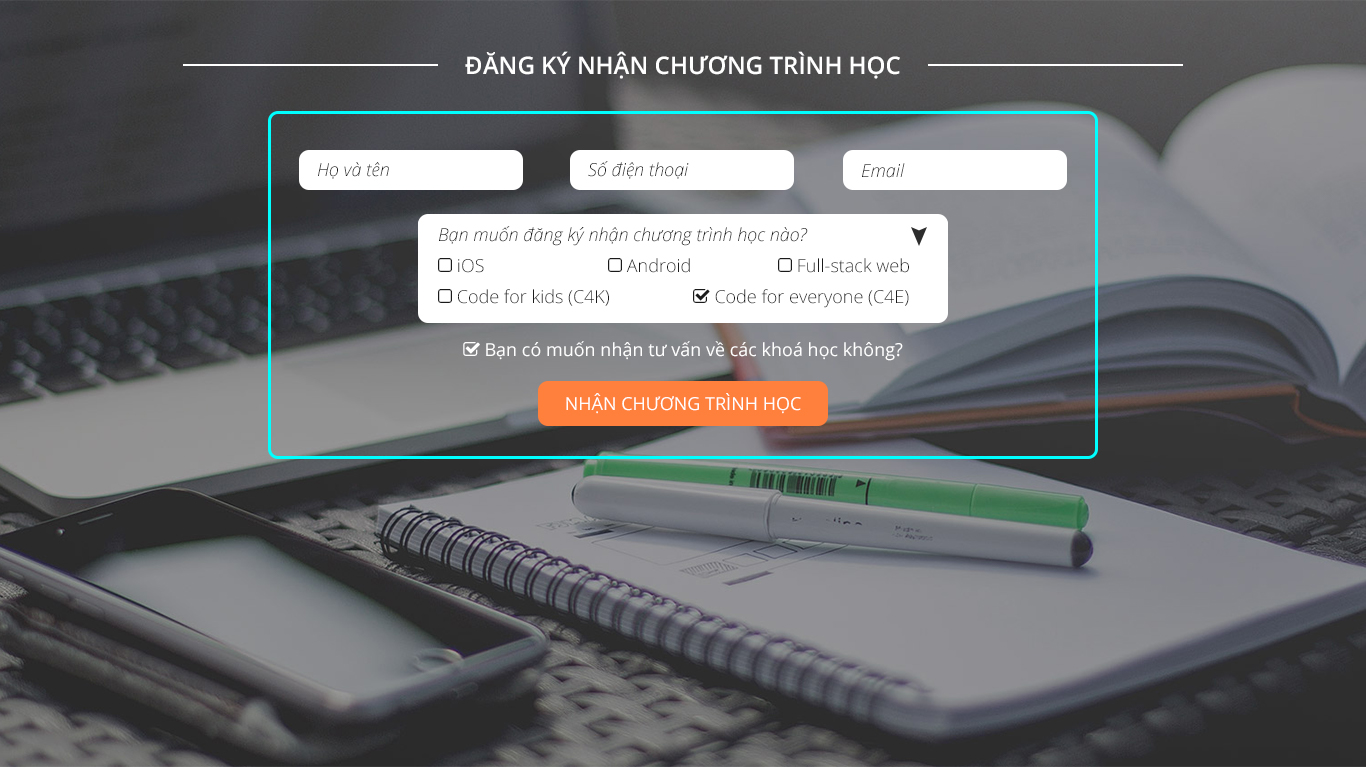 ĐĂNG KÝ NHẬN CHƯƠNG TRÌNH HỌC
Họ và tên
Số điện thoại
Email
Bạn muốn đăng ký nhận chương trình học nào?
iOS
Android
Full-stack web
Code for kids (C4K)
Code for everyone (C4E)
Bạn có muốn nhận tư vấn về các khoá học không?
NHẬN CHƯƠNG TRÌNH HỌC